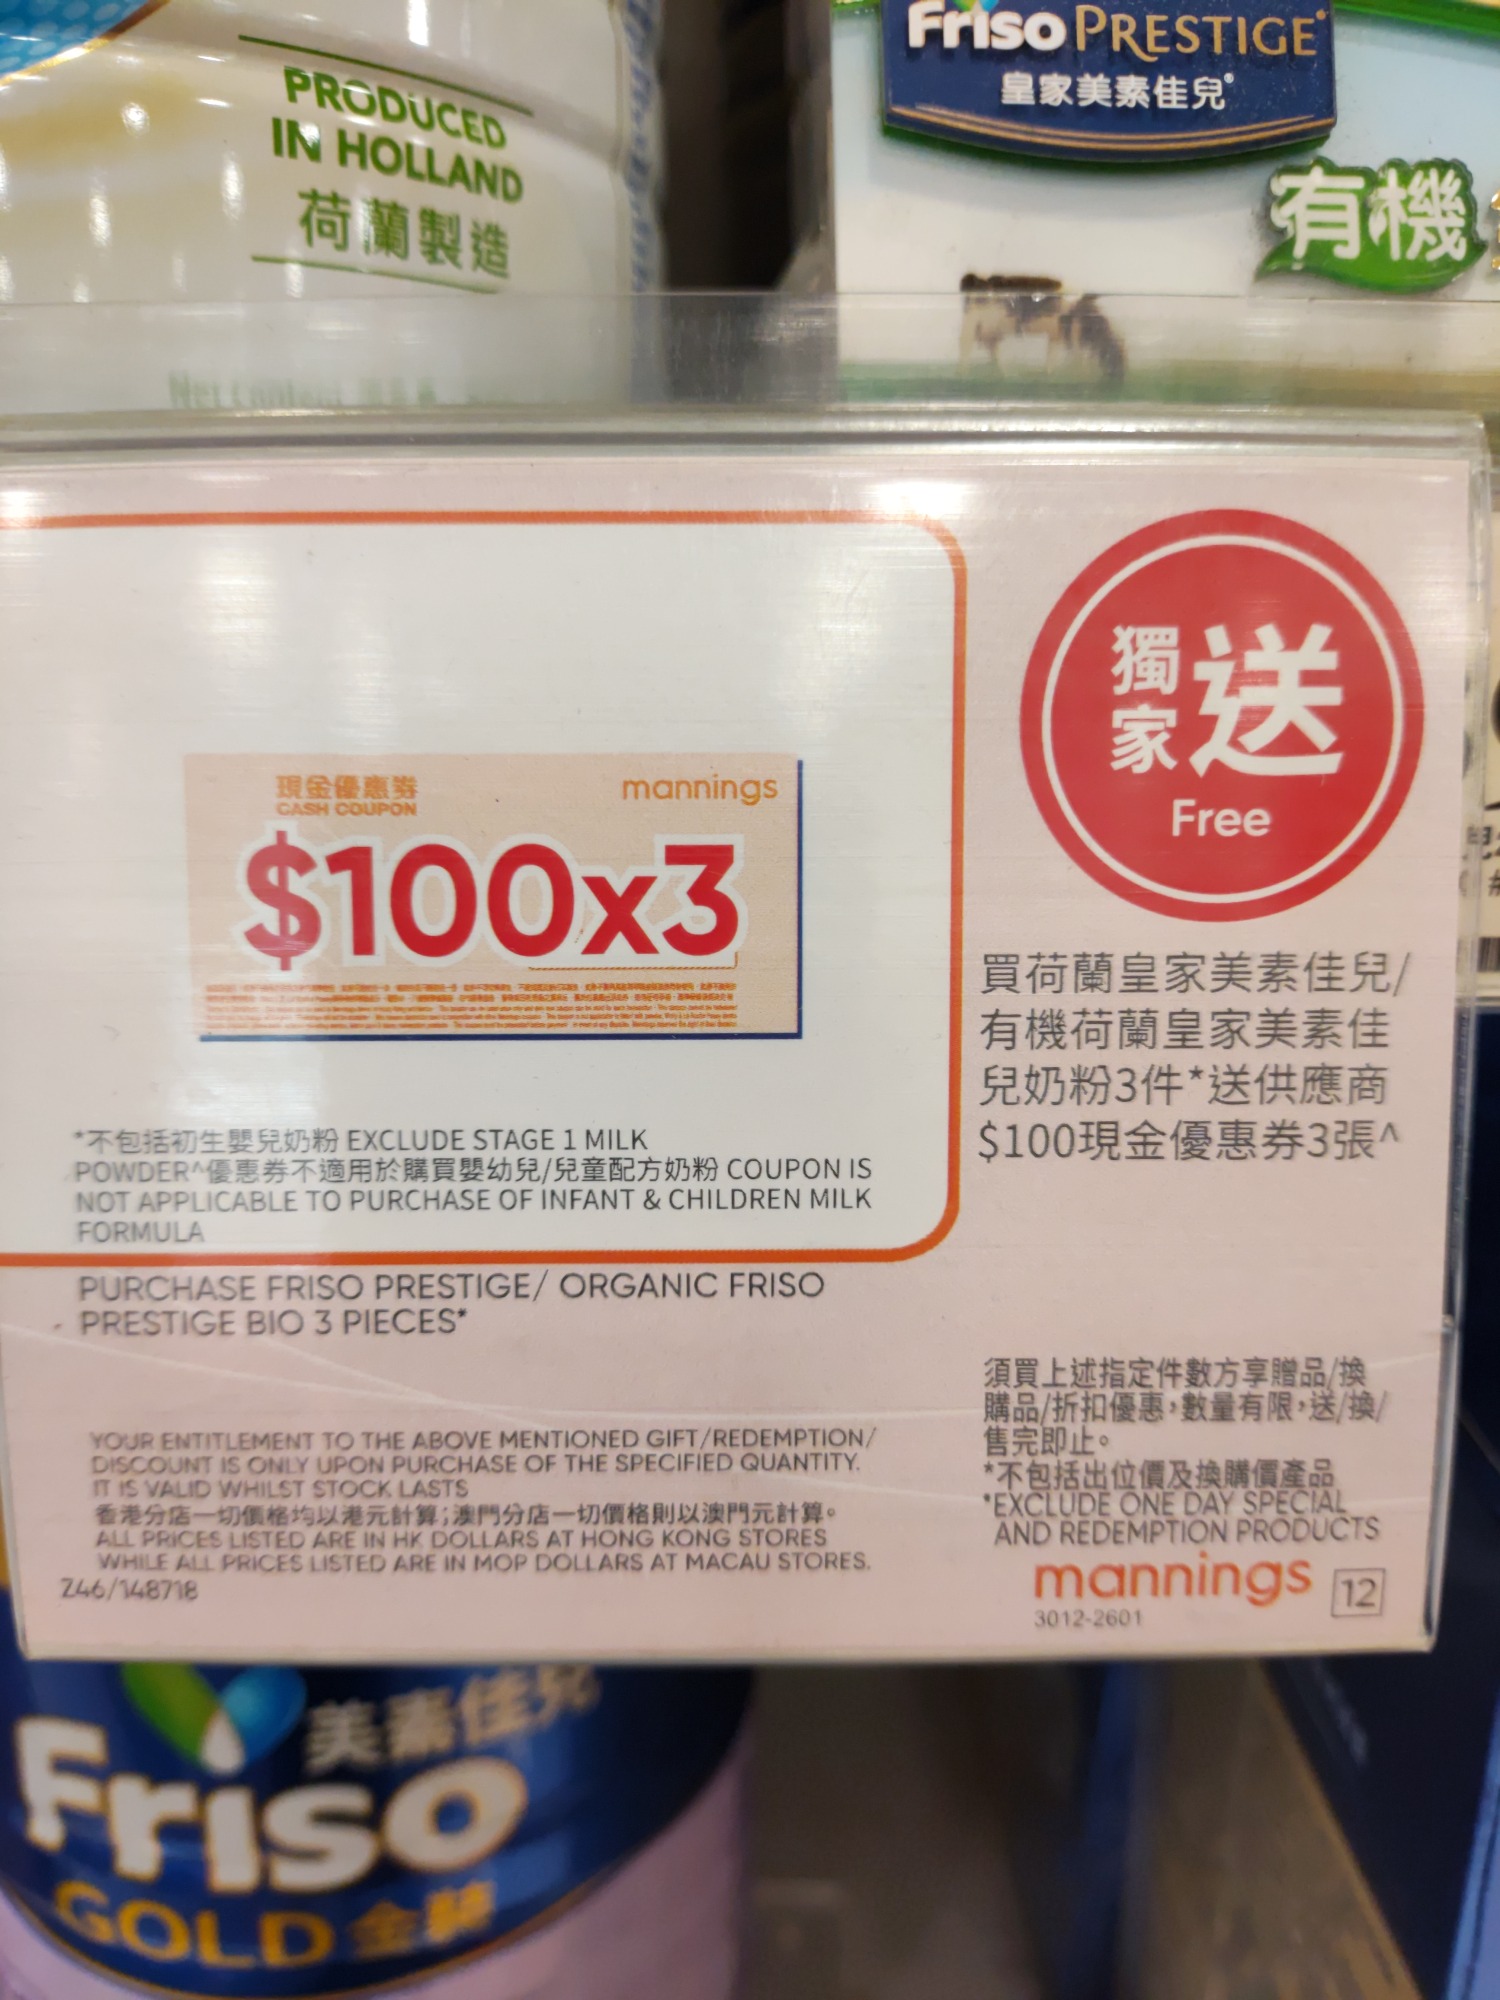 PRODUCED
IN HOLLAND
荷蘭製造
Friso PRESTIGE
皇家美素佳兒®
有機
Net Content
現金優惠券
CASH COUPON
mannings
$100x3
獨家
送
Free
買荷蘭皇家美素佳兒/
有機荷蘭皇家美素佳
兒奶粉3件*送供應商
$100現金優惠券3張^
*不包括初生嬰兒奶粉 EXCLUDE STAGE 1 MILK
POWDER^優惠券不適用於購買嬰幼兒/兒童配方奶粉 COUPON IS
NOT APPLICABLE TO PURCHASE OF INFANT & CHILDREN MILK
FORMULA
PURCHASE FRISO PRESTIGE/ ORGANIC FRISO
PRESTIGE BIO 3 PIECES*
須買上述指定件數方享贈品/換
購品/折扣優惠,數量有限,送/換/
售完即止。
*不包括出位價及換購價產品
*EXCLUDE ONE DAY SPECIAL
AND REDEMPTION PRODUCTS
YOUR ENTITLEMENT TO THE ABOVE MENTIONED GIFT/REDEMPTION/
DISCOUNT IS ONLY UPON PURCHASE OF THE SPECIFIED QUANTITY.
IT IS VALID WHILST STOCK LASTS
香港分店一切價格均以港元計算;澳門分店一切價格則以澳門元計算。
ALL PRICES LISTED ARE IN HK DOLLARS AT HONG KONG STORES
WHILE ALL PRICES LISTED ARE IN MOP DOLLARS AT MACAU STORES.
Z46/148718
mannings
12
3012-2601
美素佳兒
Friso
GOLD 金裝